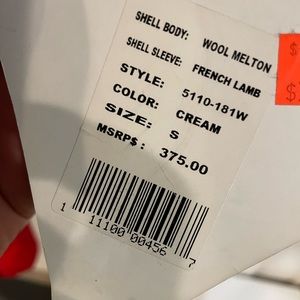 SHELL BODY: WOOL MELTON
SHELL SLEEVE: FRENCH LAMB
STYLE: 5110-181W
COLOR: CREAM
SIZE: S
MSRP$: 375.00
1 11100 00456 7
$
$